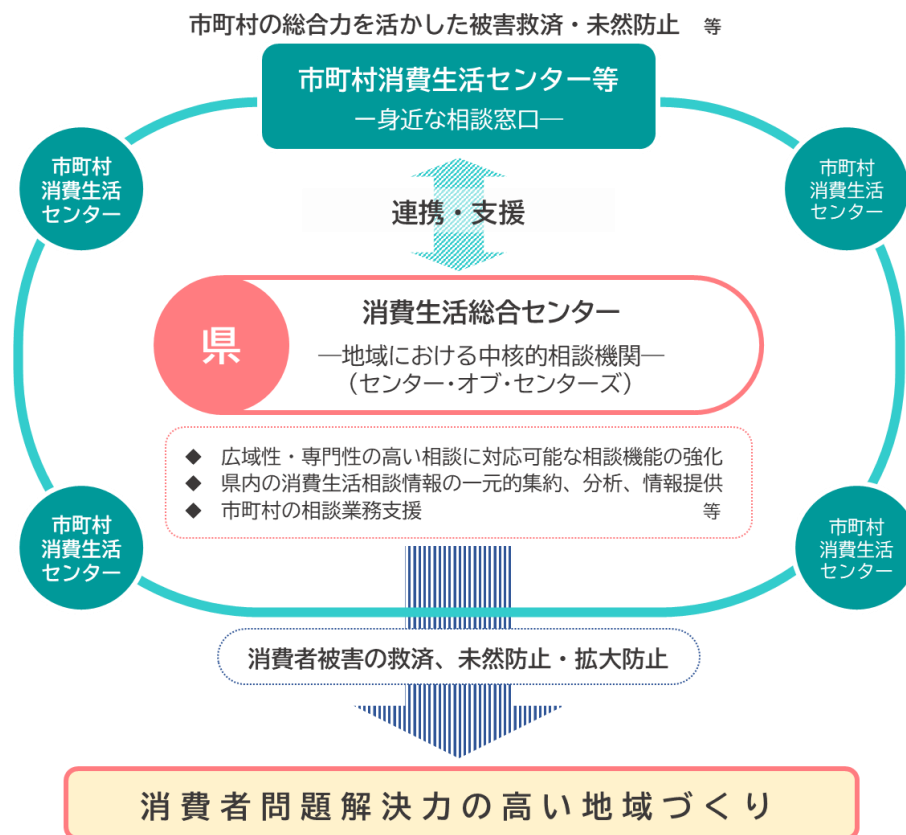 市町村の総合力を活かした被害救済・未然防止 等
市町村消費生活センター等
ー身近な相談窓口―
市町村
消費生活
センター
市町村
消費生活
センター
連携・支援
県
消費生活総合センター
―地域における中核的相談機関―
（センター・オブ・センターズ）
◆ 広域性・専門性の高い相談に対応可能な相談機能の強化
◆ 県内の消費生活相談情報の一元的集約、分析、情報提供
◆ 市町村の相談業務支援 等
市町村
消費生活
センター
市町村
消費生活
センター
消費者被害の救済、未然防止・拡大防止
消費者問題解決力の高い地域づくり